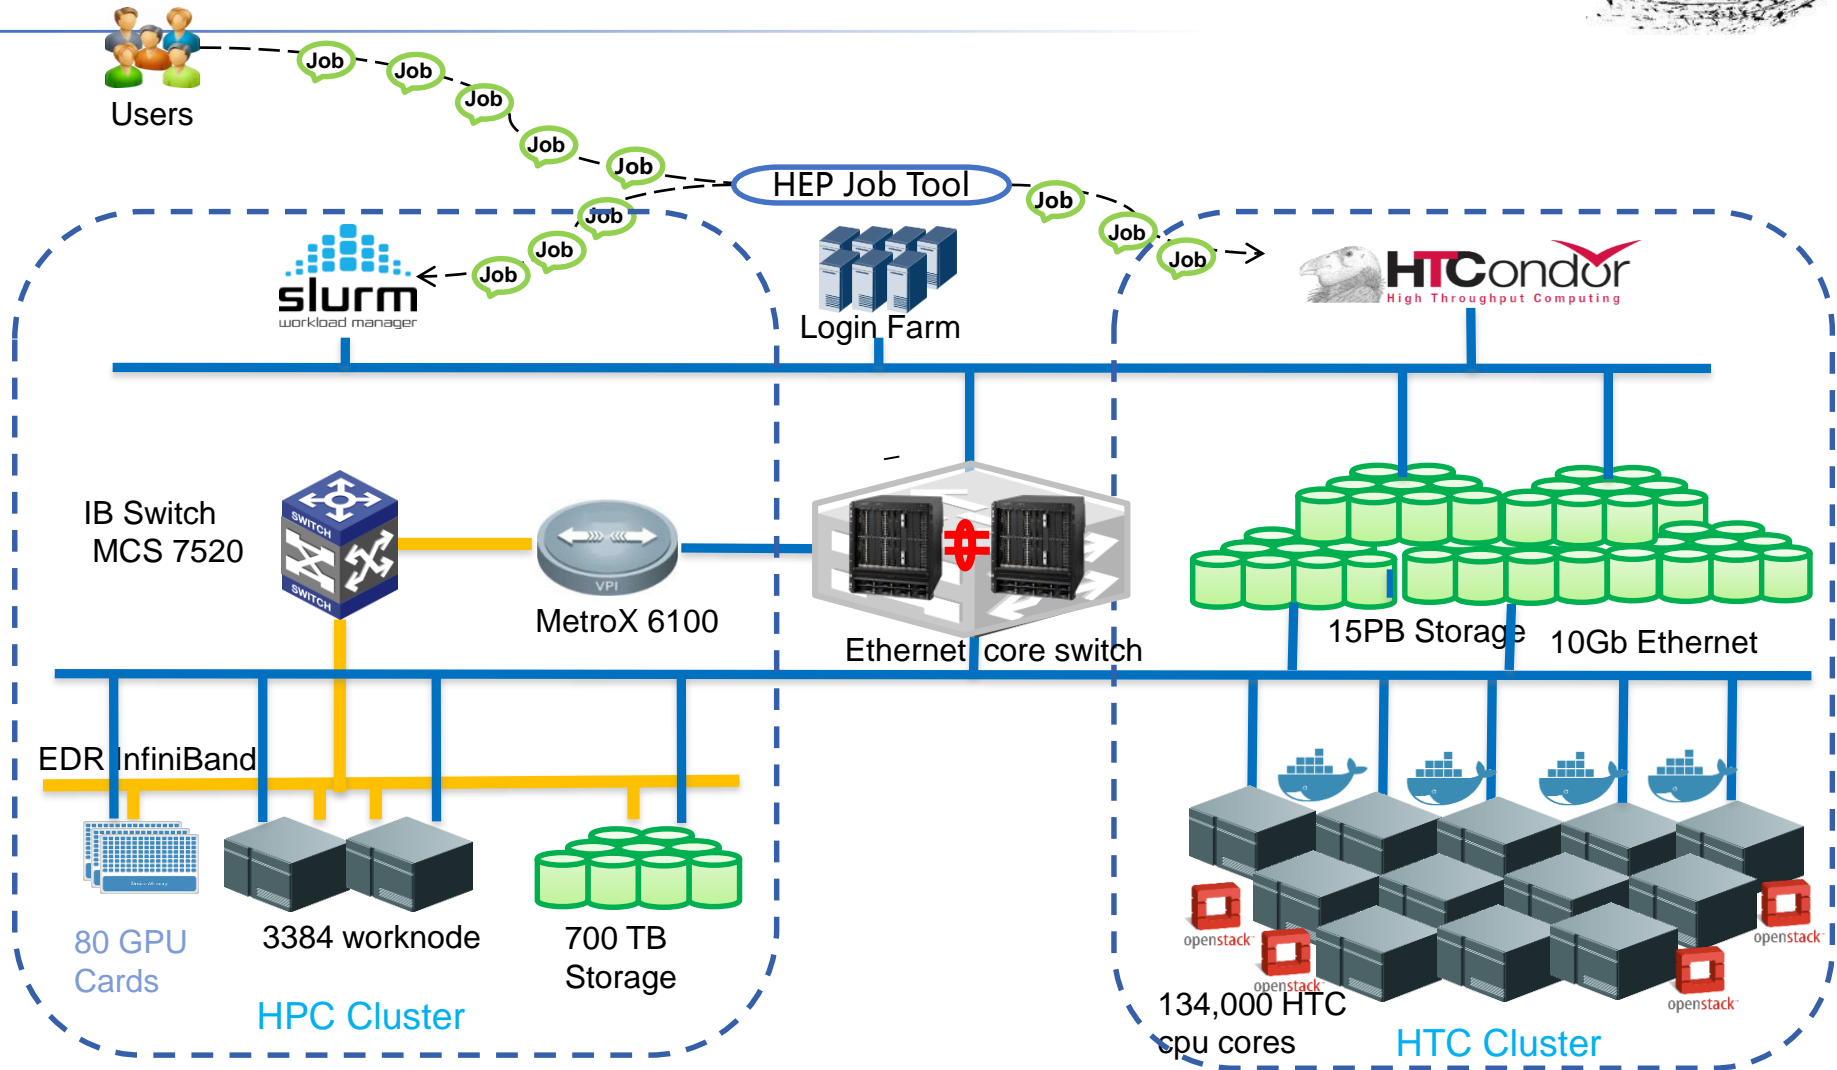 Users
Job
Job
Job
Job
Job
HEP Job Tool
Job
Job
Job
Job
Job
Job
slurm
workload manager
Login Farm
HTCondor
High Throughput Computing
IB Switch
MCS 7520
SWITCH
SWITCH
VPI
MetroX 6100
Ethernet core switch
15PB Storage
10Gb Ethernet
EDR InfiniBand
80 GPU
Cards
3384 worknode
700 TB
Storage
HPC Cluster
openstack
openstack
openstack
openstack
134,000 HTC
cpu cores
HTC Cluster